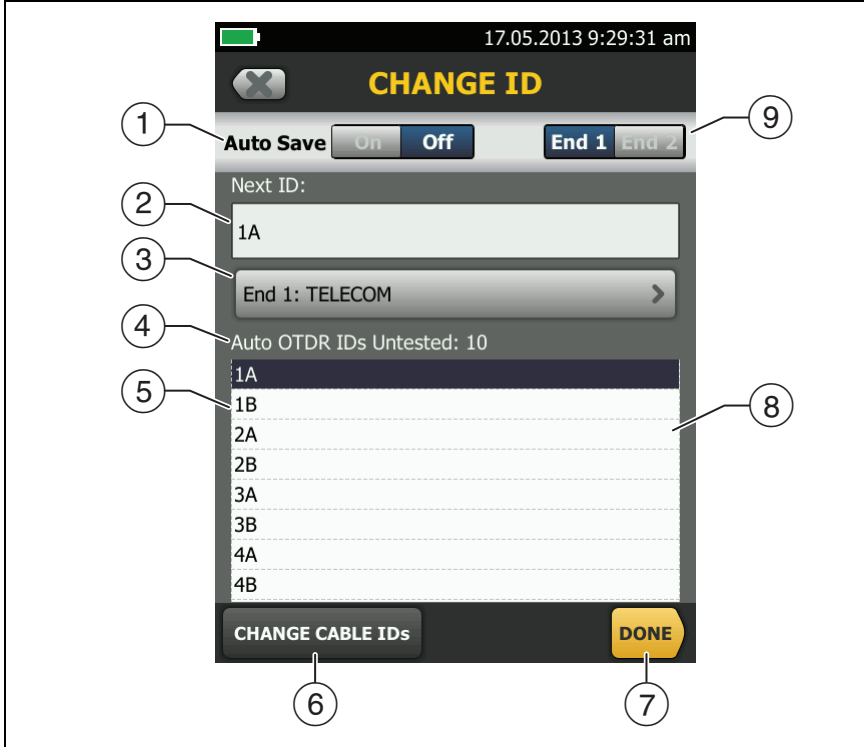 17.05.2013 9:29:31 am
CHANGE ID
1
Auto Save On Off End 1 End 2
9
Next ID:
2
1A
3
End 1: TELECOM
4
Auto OTDR IDs Untested: 10
1A
5
1B
8
2A
2B
3A
3B
4A
4B
CHANGE CABLE IDs
DONE
6
7